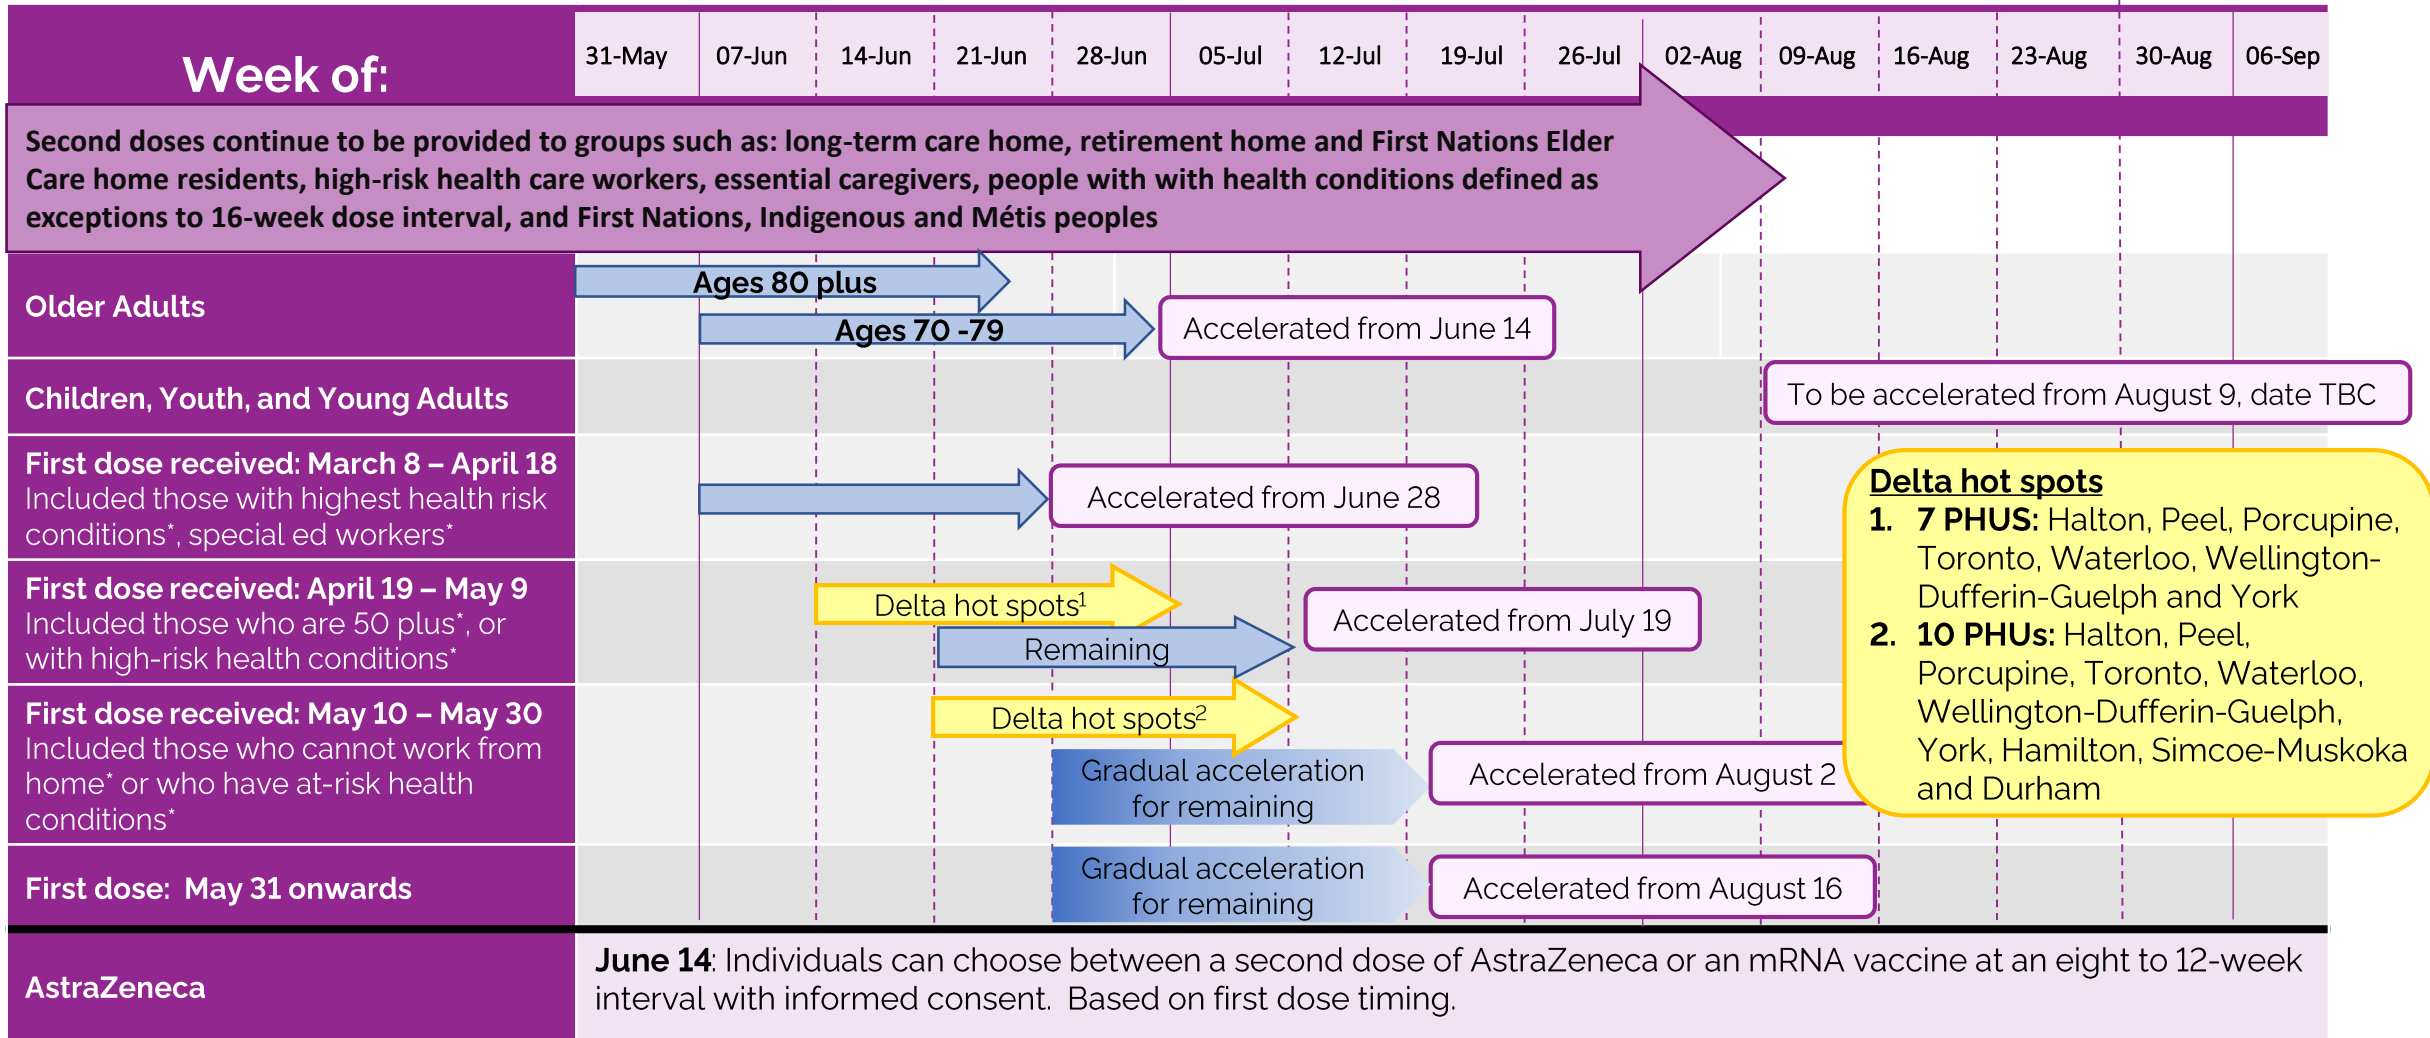 Week of:
31-May 07-Jun 14-Jun 21-Jun 28-Jun 05-Jul 12-Jul 19-Jul 26-Jul 02-Aug 09-Aug 16-Aug 23-Aug 30-Aug 06-Sep
Second doses continue to be provided to groups such as: long-term care home, retirement home and First Nations Elder
Care home residents, high-risk health care workers, essential caregivers, people with with health conditions defined as
exceptions to 16-week dose interval, and First Nations, Indigenous and Métis peoples
Older Adults
Ages 80 plus
Ages 70 -79
Accelerated from June 14
Children, Youth, and Young Adults
To be accelerated from August 9, date TBC
First dose received: March 8 – April 18
Included those with highest health risk
conditions*, special ed workers*
Accelerated from June 28
First dose received: April 19 – May 9
Included those who are 50 plus*, or
with high-risk health conditions*
Delta hot spots1
Remaining
Accelerated from July 19
First dose received: May 10 – May 30
Included those who cannot work from
home* or who have at-risk health
conditions*
Delta hot spots2
Gradual acceleration
for remaining
Accelerated from August 2
Delta hot spots
1. 7 PHUS: Halton, Peel, Porcupine,
Toronto, Waterloo, Wellington-
Dufferin-Guelph and York
2. 10 PHUs: Halton, Peel,
Porcupine, Toronto, Waterloo,
Wellington-Dufferin-Guelph,
York, Hamilton, Simcoe-Muskoka
and Durham
First dose: May 31 onwards
Gradual acceleration
for remaining
Accelerated from August 16
AstraZeneca
June 14: Individuals can choose between a second dose of AstraZeneca or an mRNA vaccine at an eight to 12-week
interval with informed consent. Based on first dose timing.